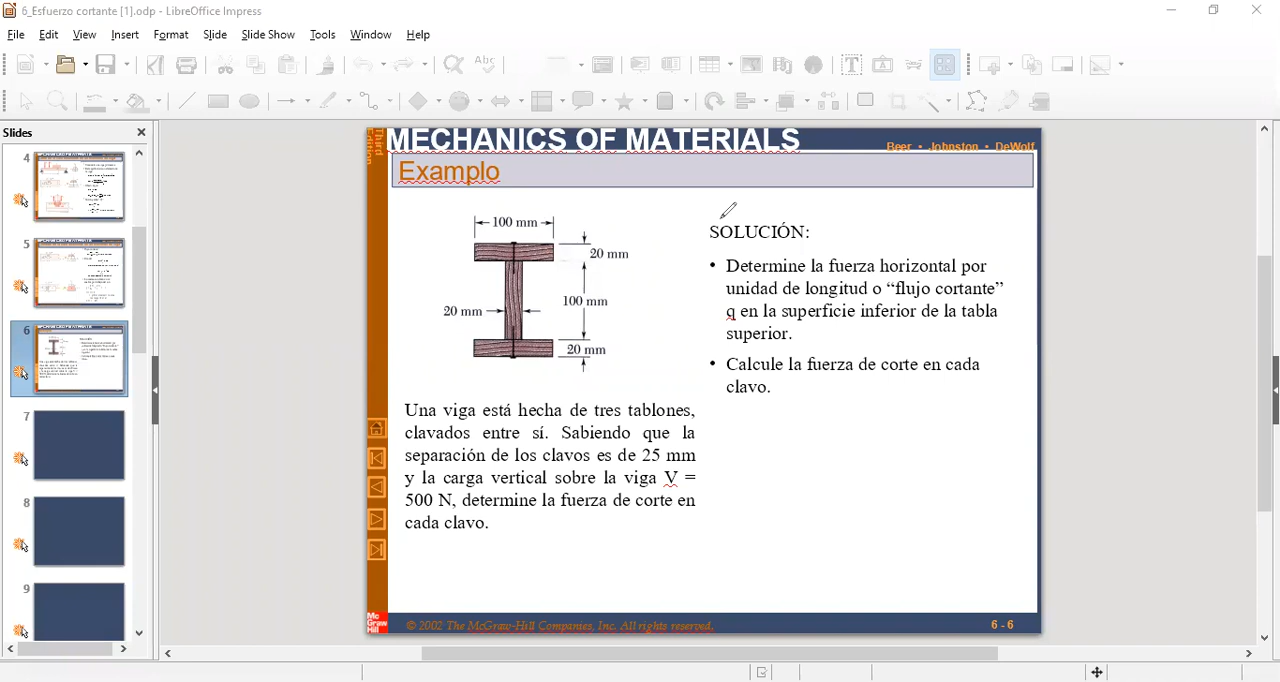 6_Esfuerzo cortante [1].odp - LibreOffice Impress
File Edit View Insert Format Slide Slide Show Tools Window Help
Abc
Slides
4
5
6
7
8
9
Third Edition
MECHANICS OF MATERIALS
Beer • Johnston • DeWolf
Examplo
100 mm
20 mm
100 mm
20 mm
20 mm
Una viga está hecha de tres tablones,
clavados entre sí. Sabiendo que la
separación de los clavos es de 25 mm
y la carga vertical sobre la viga V =
500 N, determine la fuerza de corte en
cada clavo.
SOLUCIÓN:
• Determine la fuerza horizontal por
unidad de longitud o “flujo cortante”
q en la superficie inferior de la tabla
superior.
• Calcule la fuerza de corte en cada
clavo.
Mc
Graw
Hill
© 2002 The McGraw-Hill Companies, Inc. All rights reserved.
6 - 6